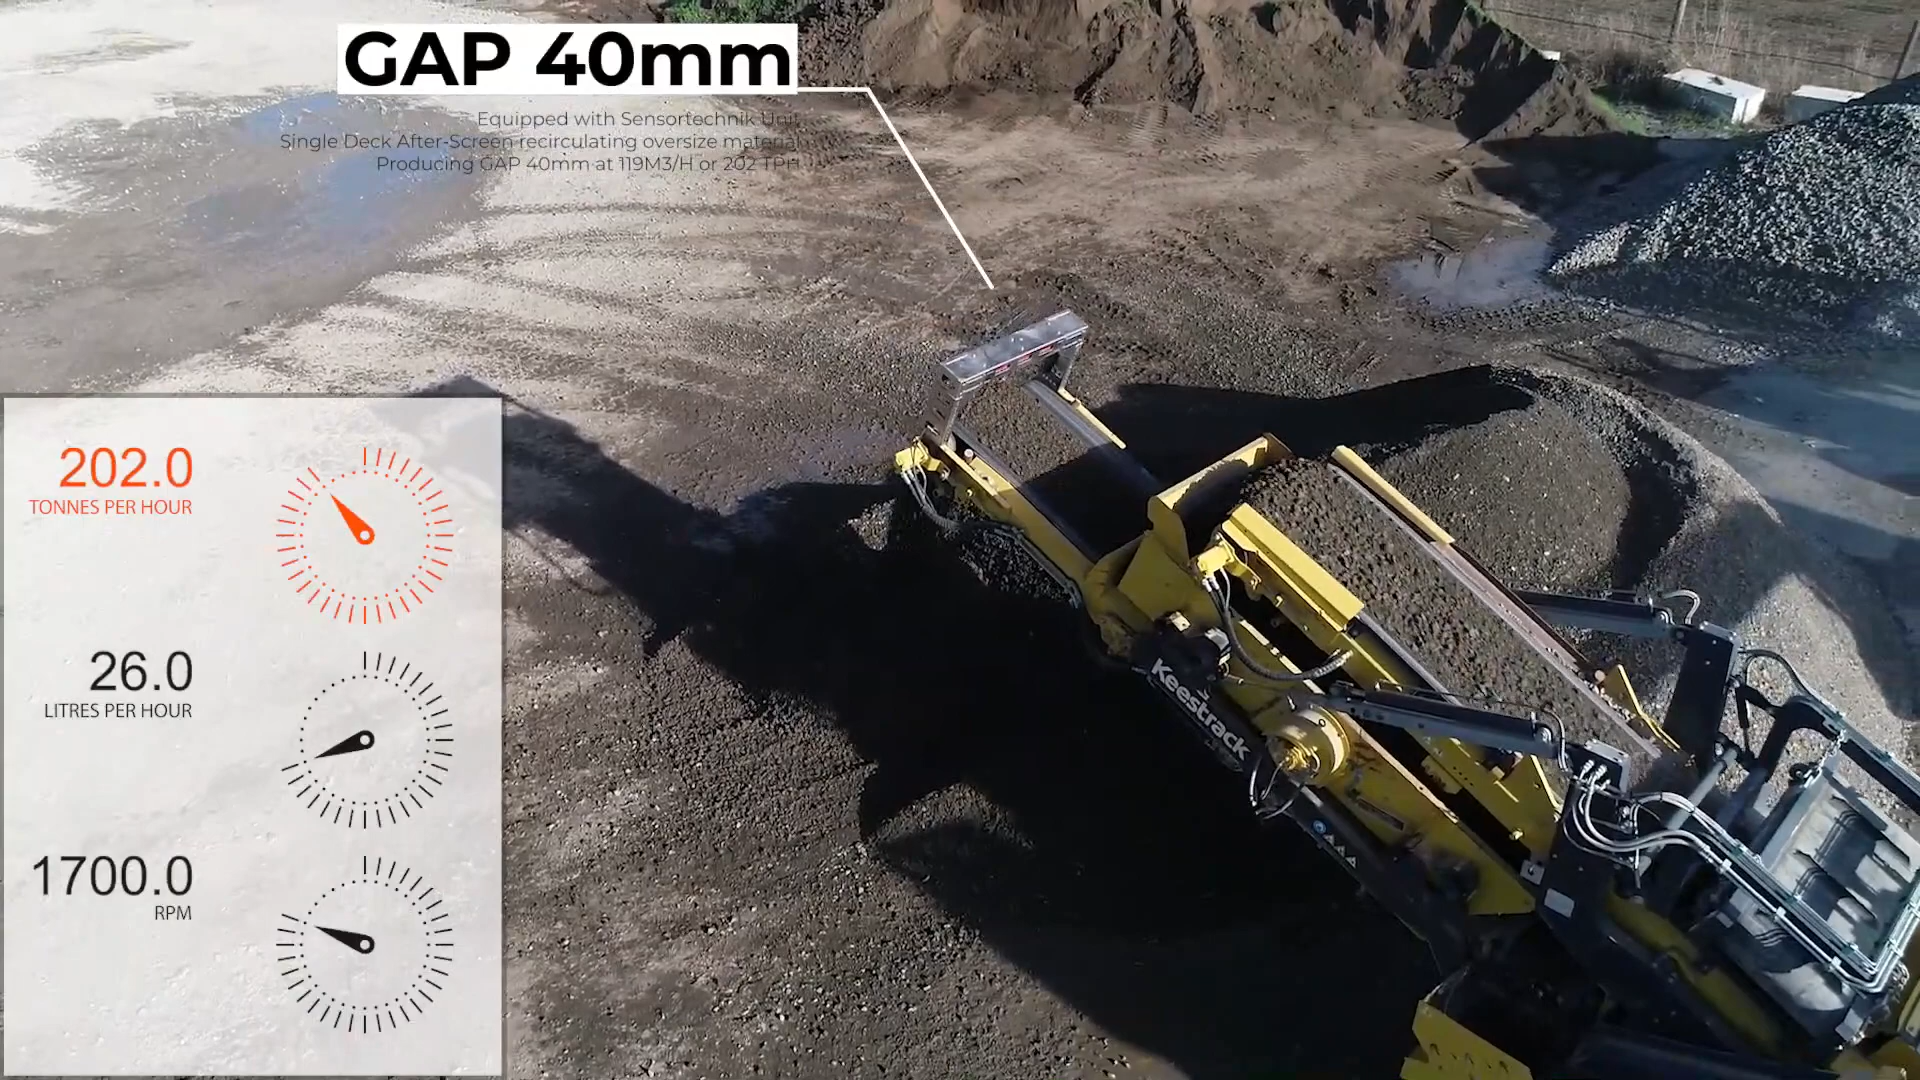 GAP 40mm
Equipped with Sensortechnik Unit
Single Deck After-Screen recirculating oversize material
Producing GAP 40mm at 119M3/H or 202 TPH
202.0
TONNES PER HOUR
26.0
LITRES PER HOUR
1700.0
RPM
Keestrack